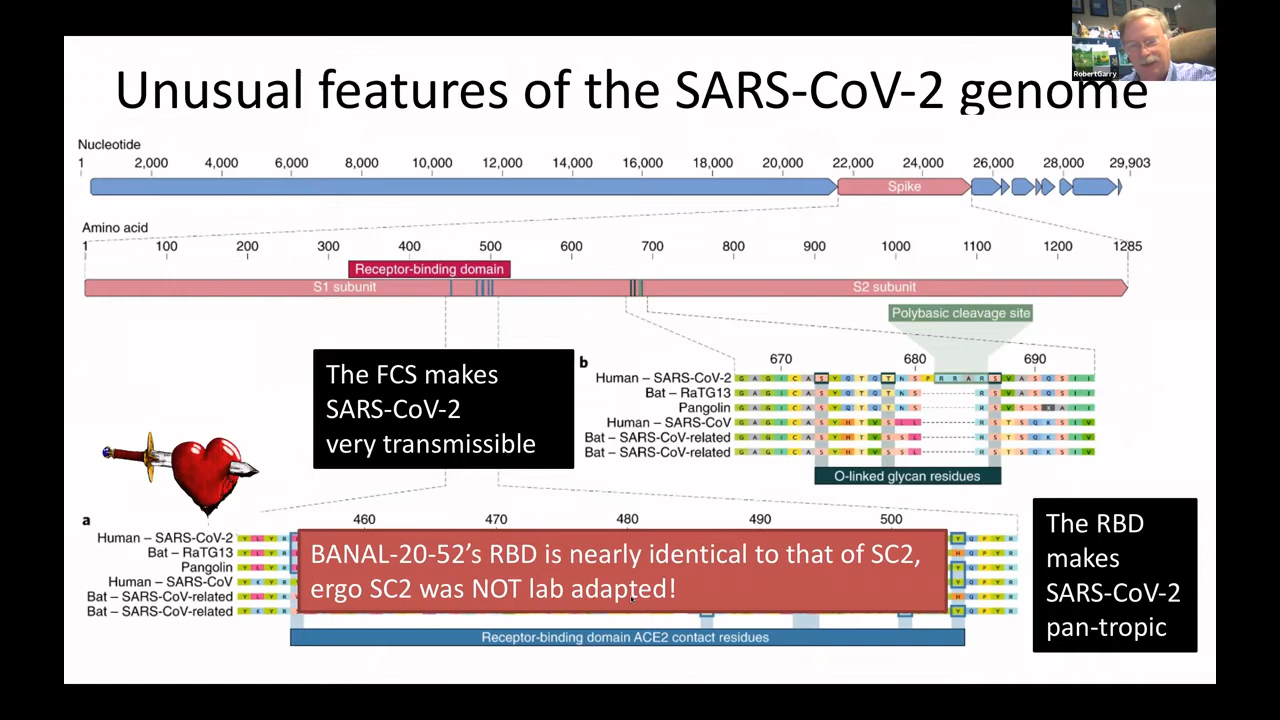 RobertGarry
Unusual features of the SARS-CoV-2 genome
Nucleotide
1 2,000 4,000 6,000 8,000 10,000 12,000 14,000 16,000 18,000 20,000 22,000 24,000 26,000 28,000 29,903
Spike
Amino acid
1 100 200 300 400 500 600 700 800 900 1000 1100 1200 1285
Receptor-binding domain
S1 subunit S2 subunit
Polybasic cleavage site
The FCS makes
SARS-CoV-2
very transmissible
b
670 680 690
Human – SARS-CoV-2 G A G I C A S Y Q T Q T N S P R R A R S V A S Q S I I
Bat – RaTG13
Pangolin
Human – SARS-CoV
Bat – SARS-CoV-related
Bat – SARS-CoV-related
O-linked glycan residues
a
460 470 480 490 500
Human – SARS-CoV-2 Y L Y R Y Q P Y R
Bat – RaTG13
Pangolin
Human – SARS-CoV
Bat – SARS-CoV-related
Bat – SARS-CoV-related
BANAL-20-52’s RBD is nearly identical to that of SC2,
ergo SC2 was NOT lab adapted!
Receptor-binding domain ACE2 contact residues
The RBD
makes
SARS-CoV-2
pan-tropic